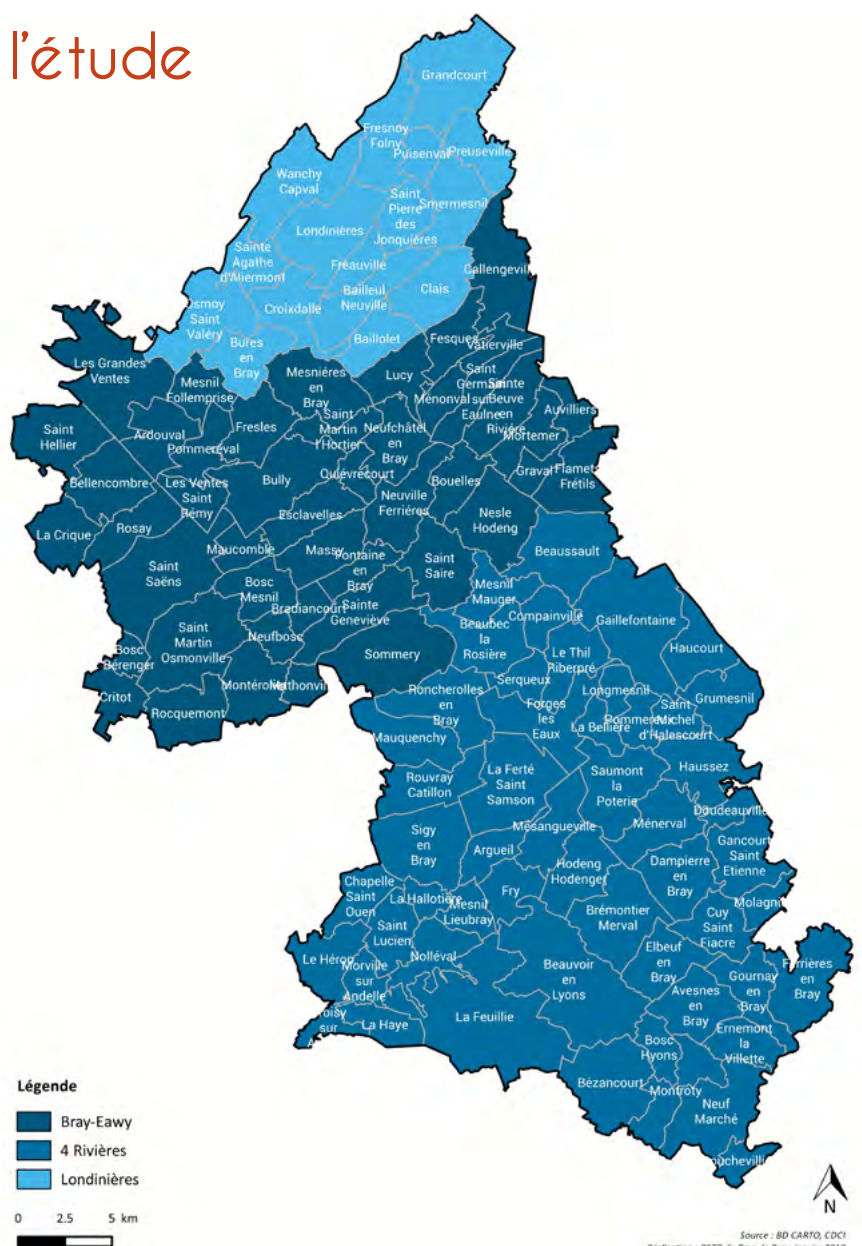 l'étude
Grandcourt
Fresnoy
Folny
Puisenval
Preuseville
Wanchy
Capval
Saint
Pierre
des
Jonquières
Smermesnil
Londinières
Sainte
Agathe
d'Aliermont
Fréauville
Callengevill
Clais
Bailleul
Neuville
Croixdalle
Osmoy
Saint
Valéry
Bures
en
Bray
Baillolet
Fesques
Vatierville
Les Grandes
Ventes
Mesnil
Follemprise
Mesnières
en
Bray
Lucy
Ménonval
Saint
Germain
sur
Eaulne
Sainte
Beuve
en
Rivière
Auvilliers
Mortemer
Saint
Hellier
Ardouval
Pommeréval
Fresles
Saint
Martin
l'Hortier
Neufchâtel
en
Bray
Graval
Flamets
Frétils
Bellencombre
Les Ventes
Saint
Rémy
Bully
Quièvrecourt
Bouelles
Neuville
Ferrières
Nesle
Hodeng
La Crique
Rosay
Esclavelles
Maucomble
Massy
Fontaine
en
Bray
Saint
Saire
Beaussault
Saint
Saëns
Bosc
Mesnil
Bradiancourt
Sainte
Geneviève
Mesnil
Mauger
Compainville
Gaillefontaine
Saint
Martin
Osmonville
Neufbosc
Beaubec
la
Rosière
Haucourt
Bosc
Bérenger
Sommery
Le Thil
Riberpré
Critot
Montérolier
Mathonvill
Serqueux
Longmesnil
Grumesnil
Rocquemont
Roncherolles
en
Bray
Forges
les
Eaux
La Bellière
Pommereux
Saint
Michel
d'Halescourt
Mauquenchy
Haussez
Rouvray
Catillon
La Ferté
Saint
Samson
Saumont
la
Poterie
Doudeauville
Mésangueville
Ménerval
Sigy
en
Bray
Argueil
Gancourt
Saint
Etienne
Hodeng
Hodenger
Dampierre
en
Bray
Chapelle
Saint
Ouen
La Hallotière
Mesnil
Lieubray
Fry
Molagni
Brémontier
Merval
Cuy
Saint
Fiacre
Saint
Lucien
Le Héron
Nolléval
Elbeuf
en
Bray
Morville
sur
Andelle
Beauvoir
en
Lyons
Gournay
en
Bray
Ferrières
en
Bray
Avesnes
en
Bray
La Feuillie
La Haye
Ernemont
la
Villette
Bosc
Hyons
Bézancourt
Montroty
Neuf
Marché
Légende
Bray-Eawy
4 Rivières
Londinières
0 2.5 5 km
N
Source : BD CARTO, CDCI